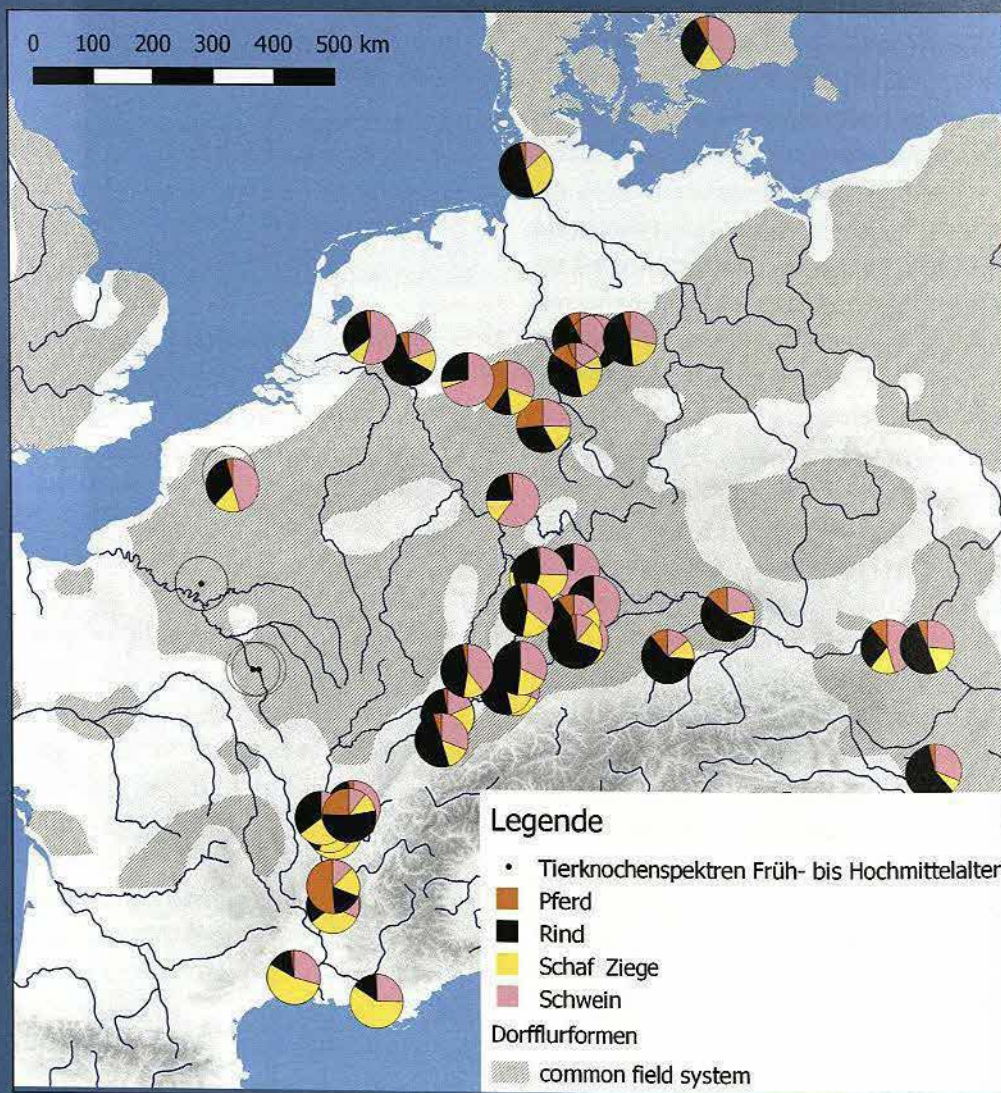 0 100 200 300 400 500 km
Legende
Tierknochenspektren Früh- bis Hochmittelalter
Pferd
Rind
Schaf Ziege
Schwein
Dorfflurformen
common field system